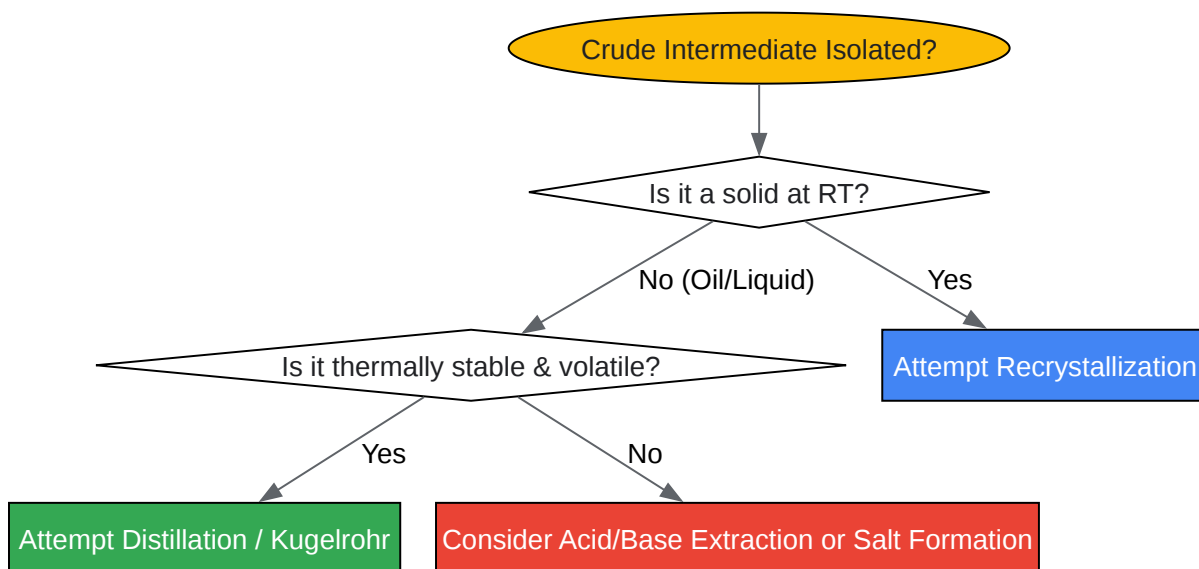 Crude Intermediate Isolated?
Is it a solid at RT?
No (Oil/Liquid)
Yes
Is it thermally stable & volatile?
Attempt Recrystallization
Yes
No
Attempt Distillation / Kugelrohr
Consider Acid/Base Extraction or Salt Formation